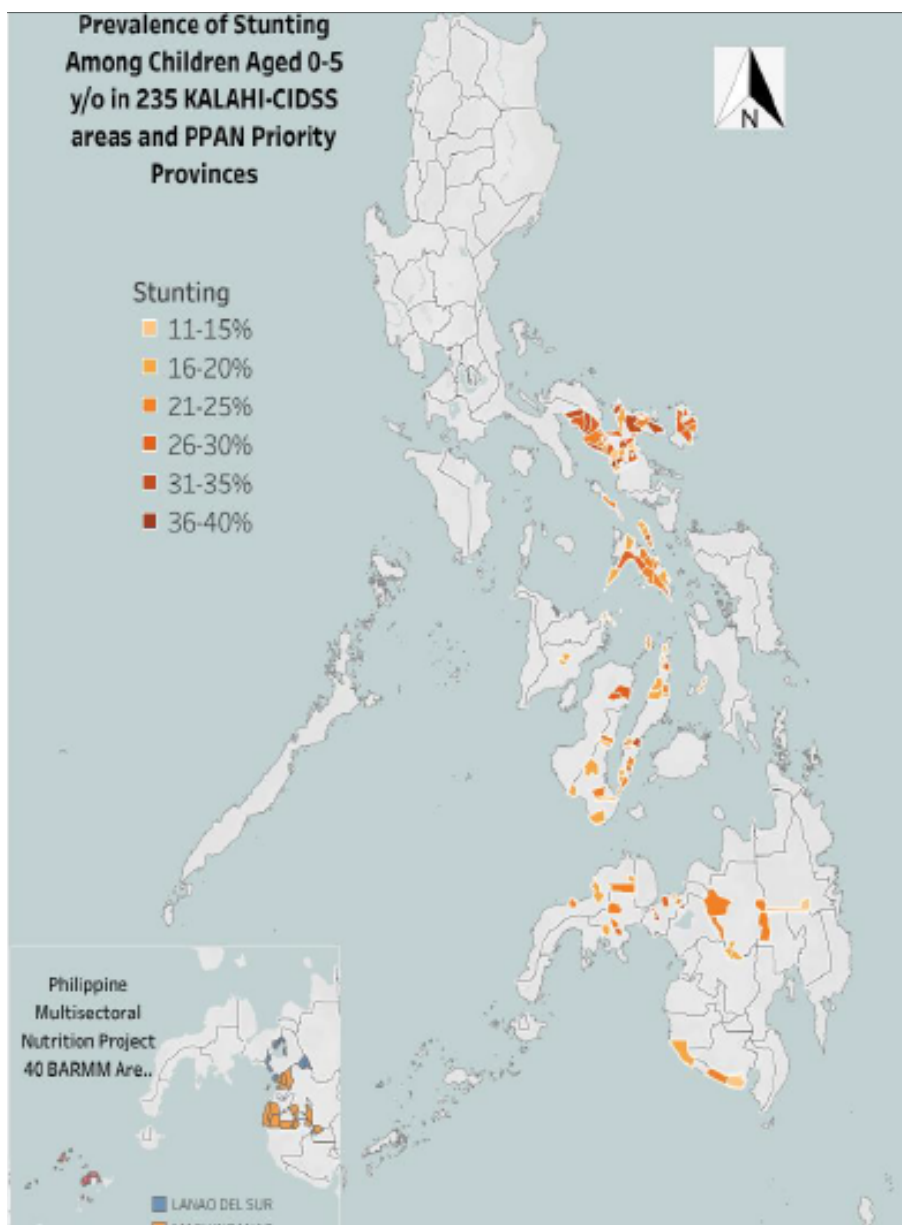 Prevalence of Stunting
Among Children Aged 0-5
y/o in 235 KALAHI-CIDSS
areas and PPAN Priority
Provinces
N
Stunting
11-15%
16-20%
21-25%
26-30%
31-35%
36-40%
Philippine
Multisectoral
Nutrition Project
40 BARMM Are..
LANAO DEL SUR